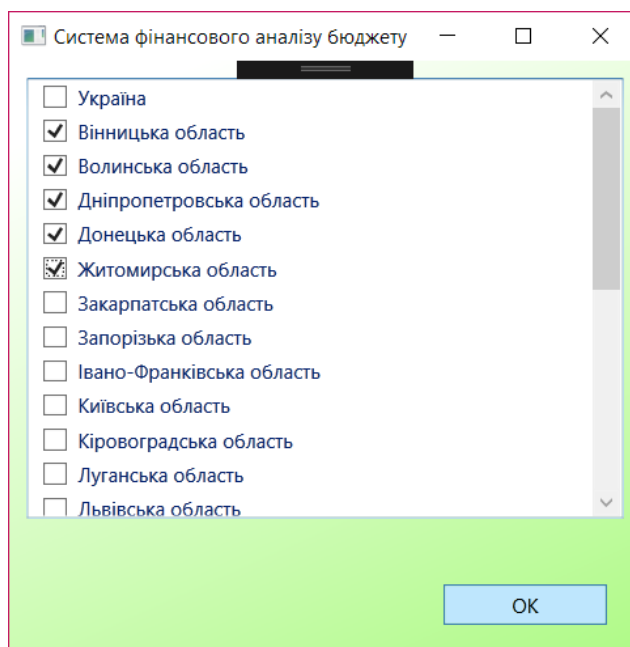 Система фінансового аналізу бюджету
Україна
Вінницька область
Волинська область
Дніпропетровська область
Донецька область
Житомирська область
Закарпатська область
Запорізька область
Івано-Франківська область
Київська область
Кіровоградська область
Луганська область
Львівська область
OK